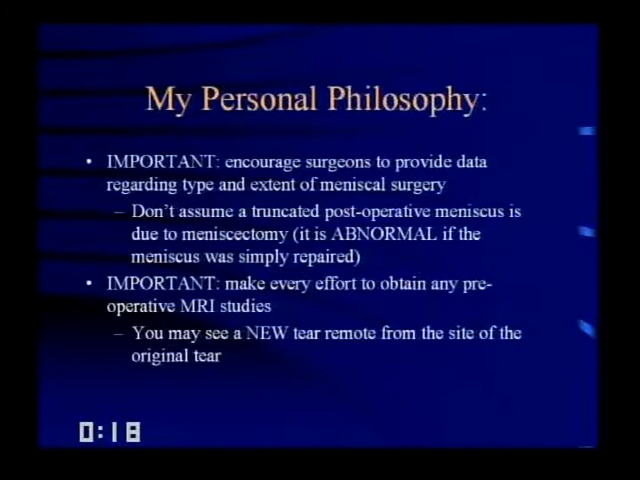 My Personal Philosophy:
• IMPORTANT: encourage surgeons to provide data
regarding type and extent of meniscal surgery
– Don't assume a truncated post-operative meniscus is
due to meniscectomy (it is ABNORMAL if the
meniscus was simply repaired)
• IMPORTANT: make every effort to obtain any pre-
operative MRI studies
– You may see a NEW tear remote from the site of the
original tear
0:18